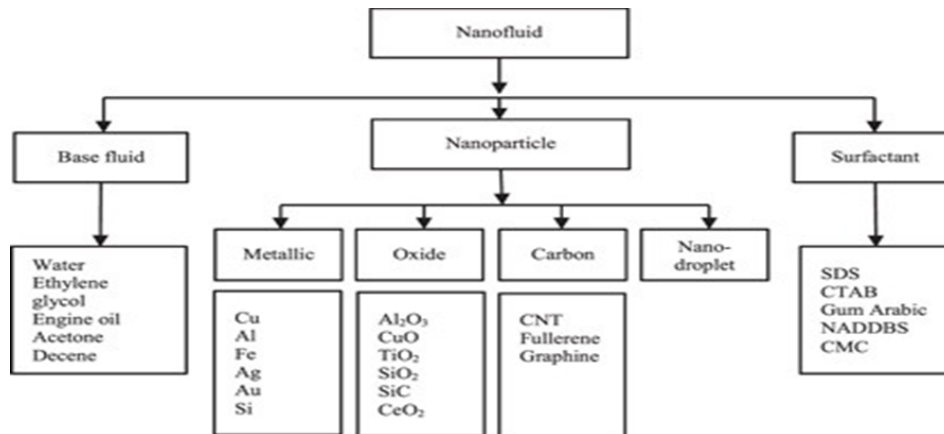 Nanofluid
Base fluid
Nanoparticle
Surfactant
Metallic
Oxide
Carbon
Nano-
droplet
Water
Ethylene
glycol
Engine oil
Acetone
Decene
Cu
Al
Fe
Ag
Au
Si
Al₂O₃
CuO
TiO₂
SiO₂
SiC
CeO₂
CNT
Fullerene
Graphine
SDS
CTAB
Gum Arabic
NADDBS
CMC